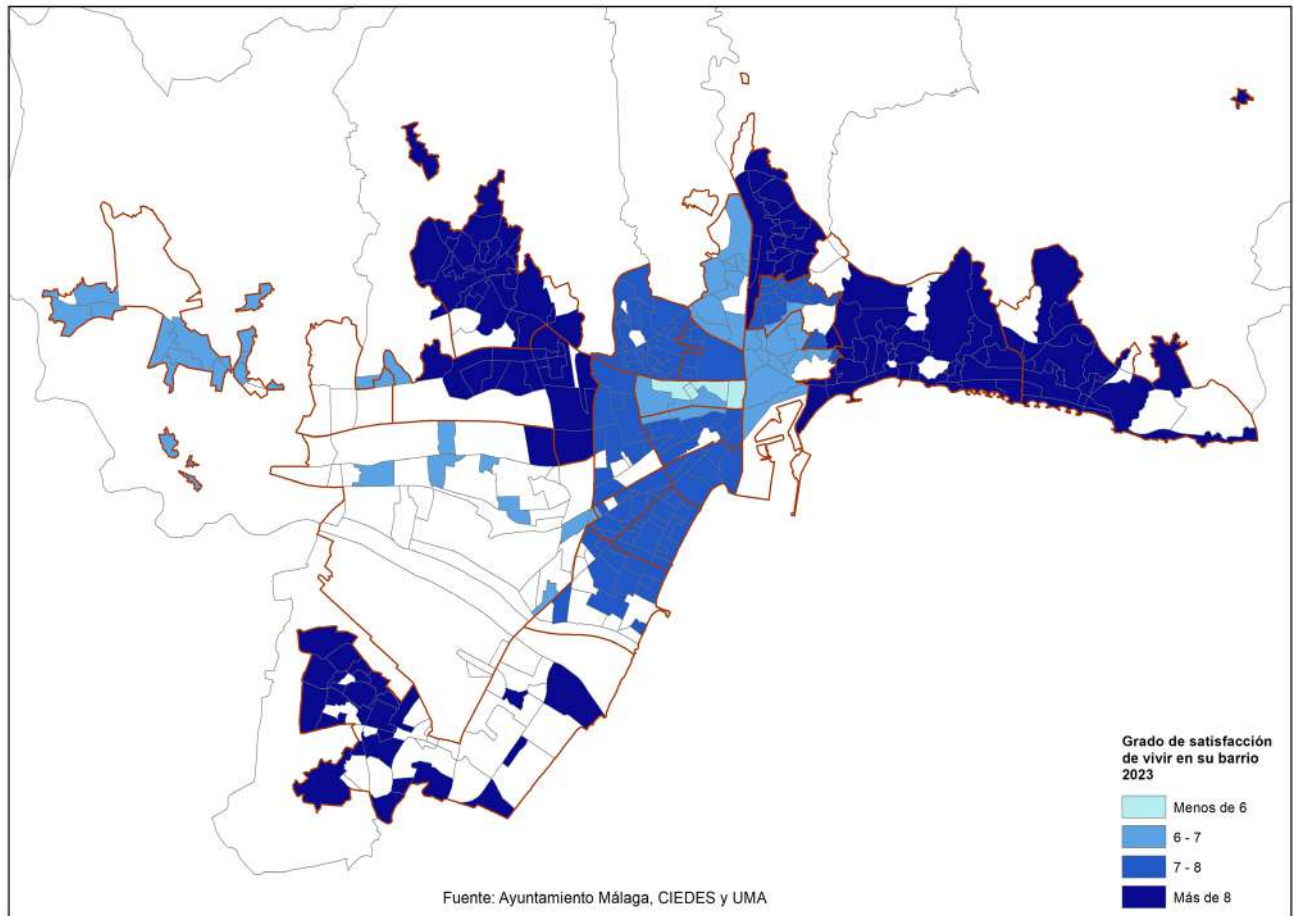 Grado de satisfacción
de vivir en su barrio
2023
Menos de 6
6 - 7
7 - 8
Más de 8
Fuente: Ayuntamiento Málaga, CIEDES y UMA